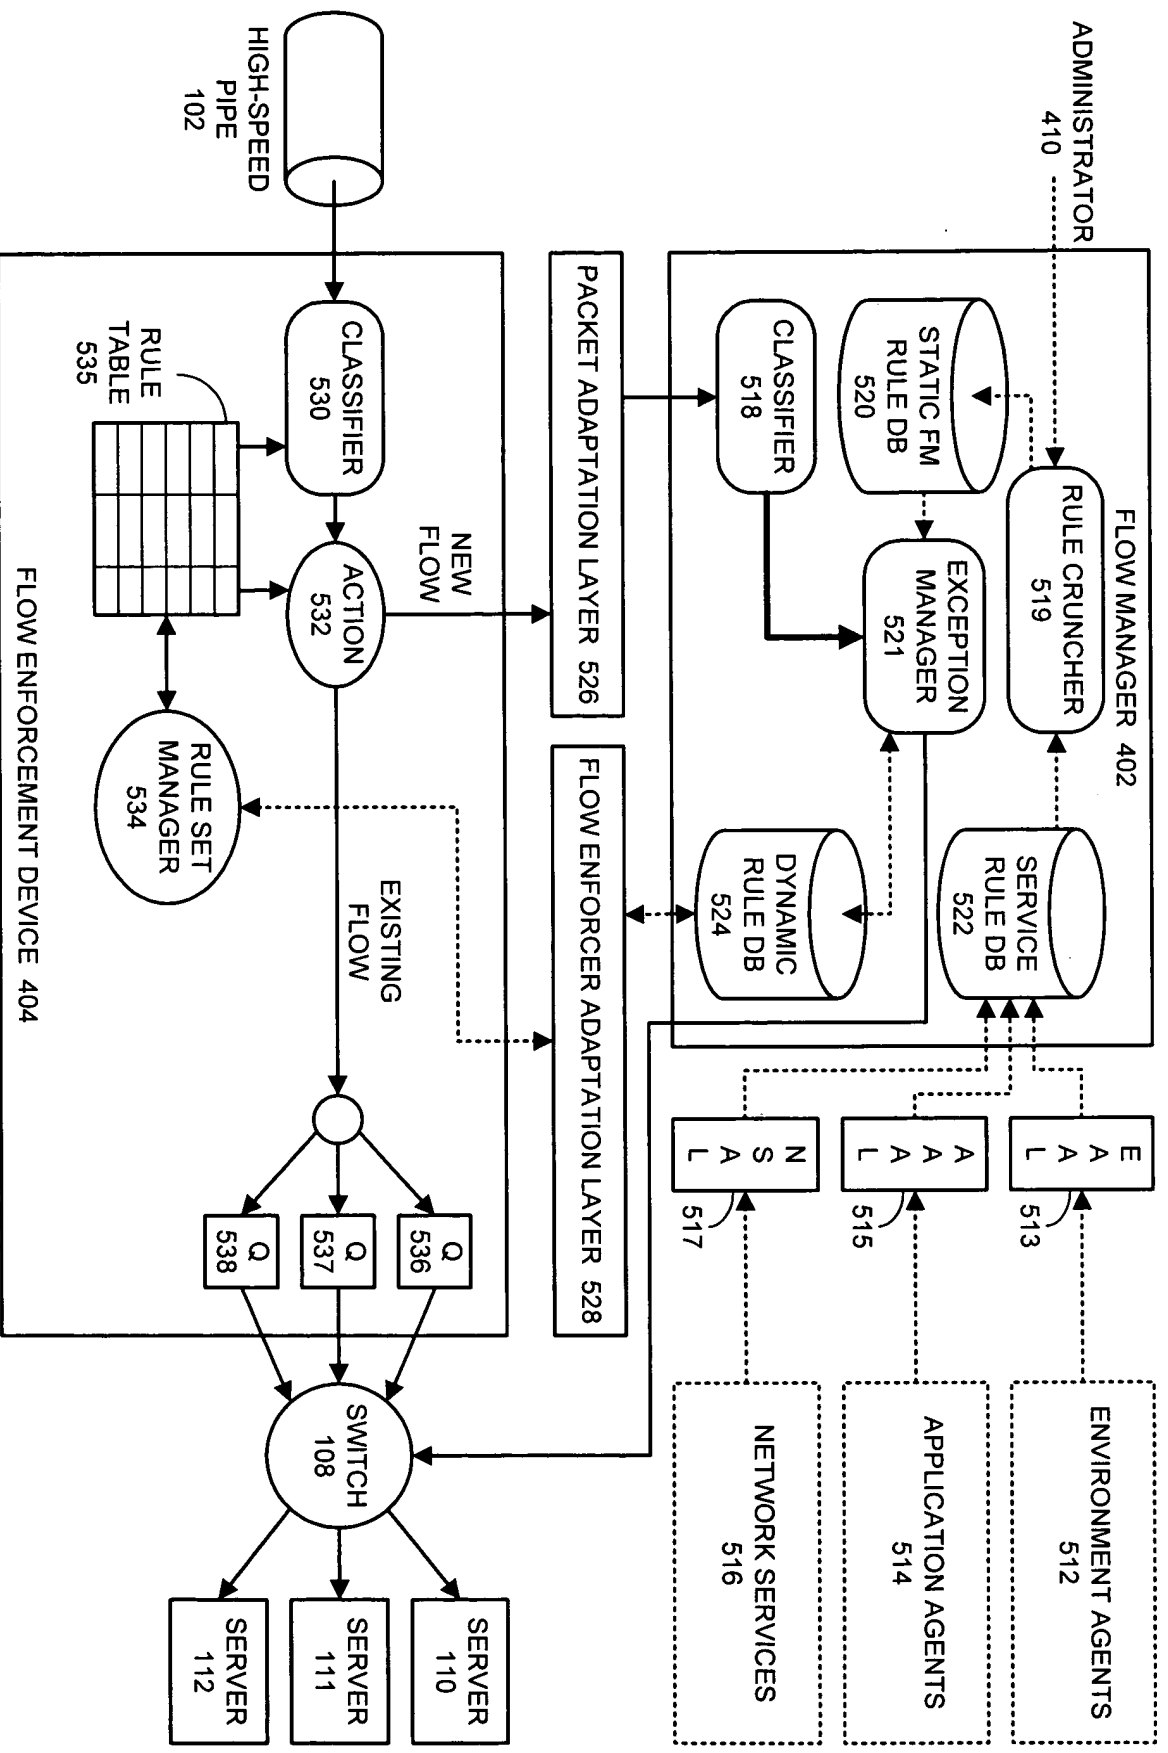 ADMINISTRATOR
410
FLOW MANAGER 402
RULE CRUNCHER
519
STATIC FM
RULE DB
520
EXCEPTION
MANAGER
521
CLASSIFIER
518
SERVICE
RULE DB
522
DYNAMIC
RULE DB
524
E
A
A
L
513
A
A
A
L
515
N
S
A
L
517
ENVIRONMENT AGENTS
512
APPLICATION AGENTS
514
NETWORK SERVICES
516
PACKET ADAPTATION LAYER 526
FLOW ENFORCER ADAPTATION LAYER 528
HIGH-SPEED
PIPE
102
CLASSIFIER
530
ACTION
532
NEW
FLOW
EXISTING
FLOW
RULE
TABLE
535
RULE SET
MANAGER
534
Q
536
Q
537
Q
538
FLOW ENFORCEMENT DEVICE 404
SWITCH
108
SERVER
110
SERVER
111
SERVER
112